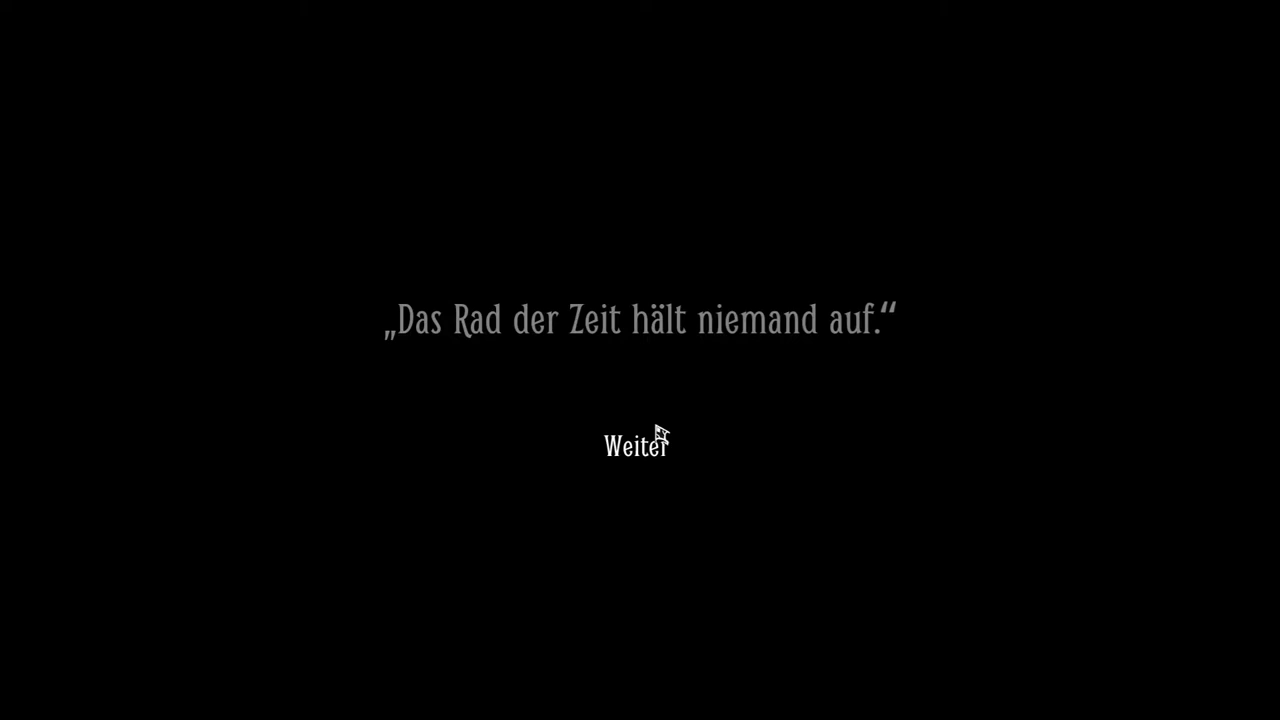 „Das Rad der Zeit hält niemand auf.“
Weiter